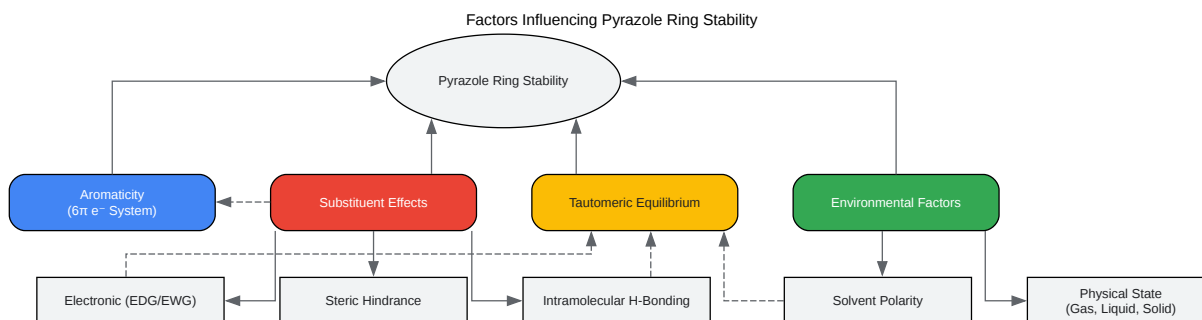 Factors Influencing Pyrazole Ring Stability
Pyrazole Ring Stability
Aromaticity
(6π e⁻ System)
Substituent Effects
Tautomeric Equilibrium
Environmental Factors
Electronic (EDG/EWG)
Steric Hindrance
Intramolecular H-Bonding
Solvent Polarity
Physical State
(Gas, Liquid, Solid)